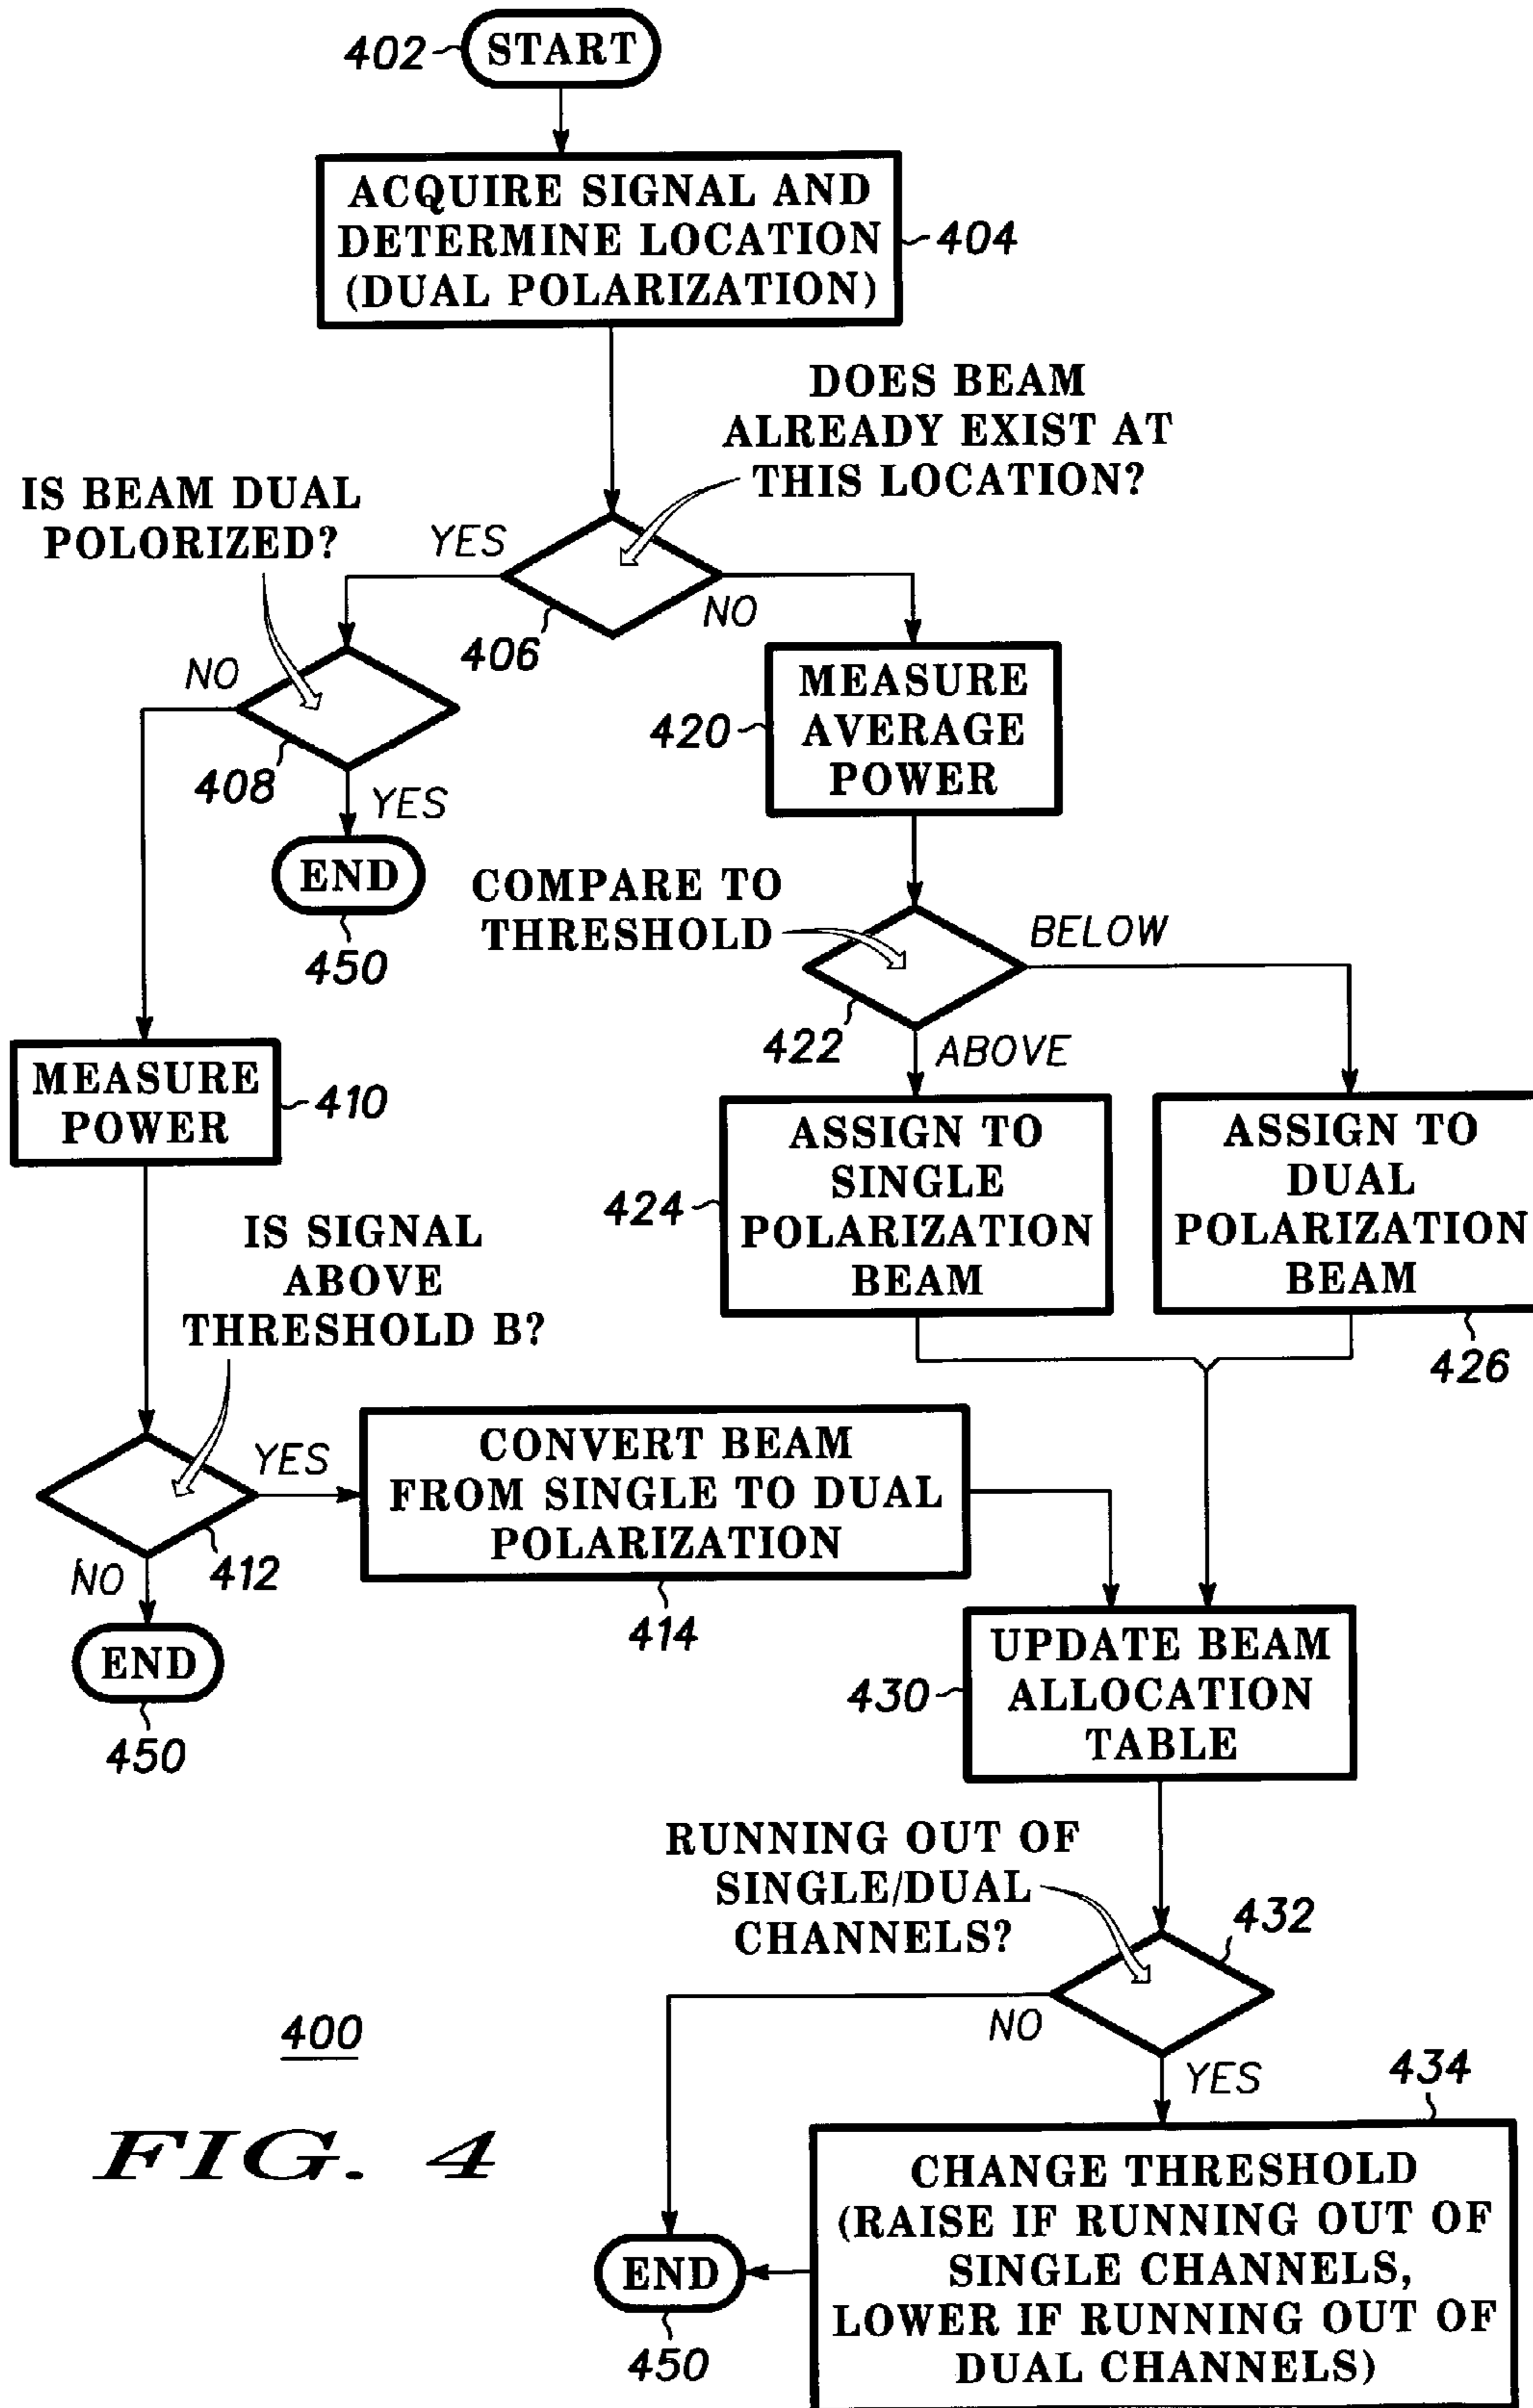 402
START
ACQUIRE SIGNAL AND
DETERMINE LOCATION
(DUAL POLARIZATION)
404
DOES BEAM
ALREADY EXIST AT
THIS LOCATION?
IS BEAM DUAL
POLORIZED?
YES
NO
406
NO
408
YES
END
450
MEASURE
AVERAGE
POWER
420
COMPARE TO
THRESHOLD
BELOW
422
ABOVE
MEASURE
POWER
410
ASSIGN TO
SINGLE
POLARIZATION
BEAM
424
ASSIGN TO
DUAL
POLARIZATION
BEAM
426
IS SIGNAL
ABOVE
THRESHOLD B?
YES
NO
412
END
450
CONVERT BEAM
FROM SINGLE TO DUAL
POLARIZATION
414
UPDATE BEAM
ALLOCATION
TABLE
430
RUNNING OUT OF
SINGLE/DUAL
CHANNELS?
432
NO
YES
434
CHANGE THRESHOLD
(RAISE IF RUNNING OUT OF
SINGLE CHANNELS,
LOWER IF RUNNING OUT OF
DUAL CHANNELS)
END
450
400
FIG. 4